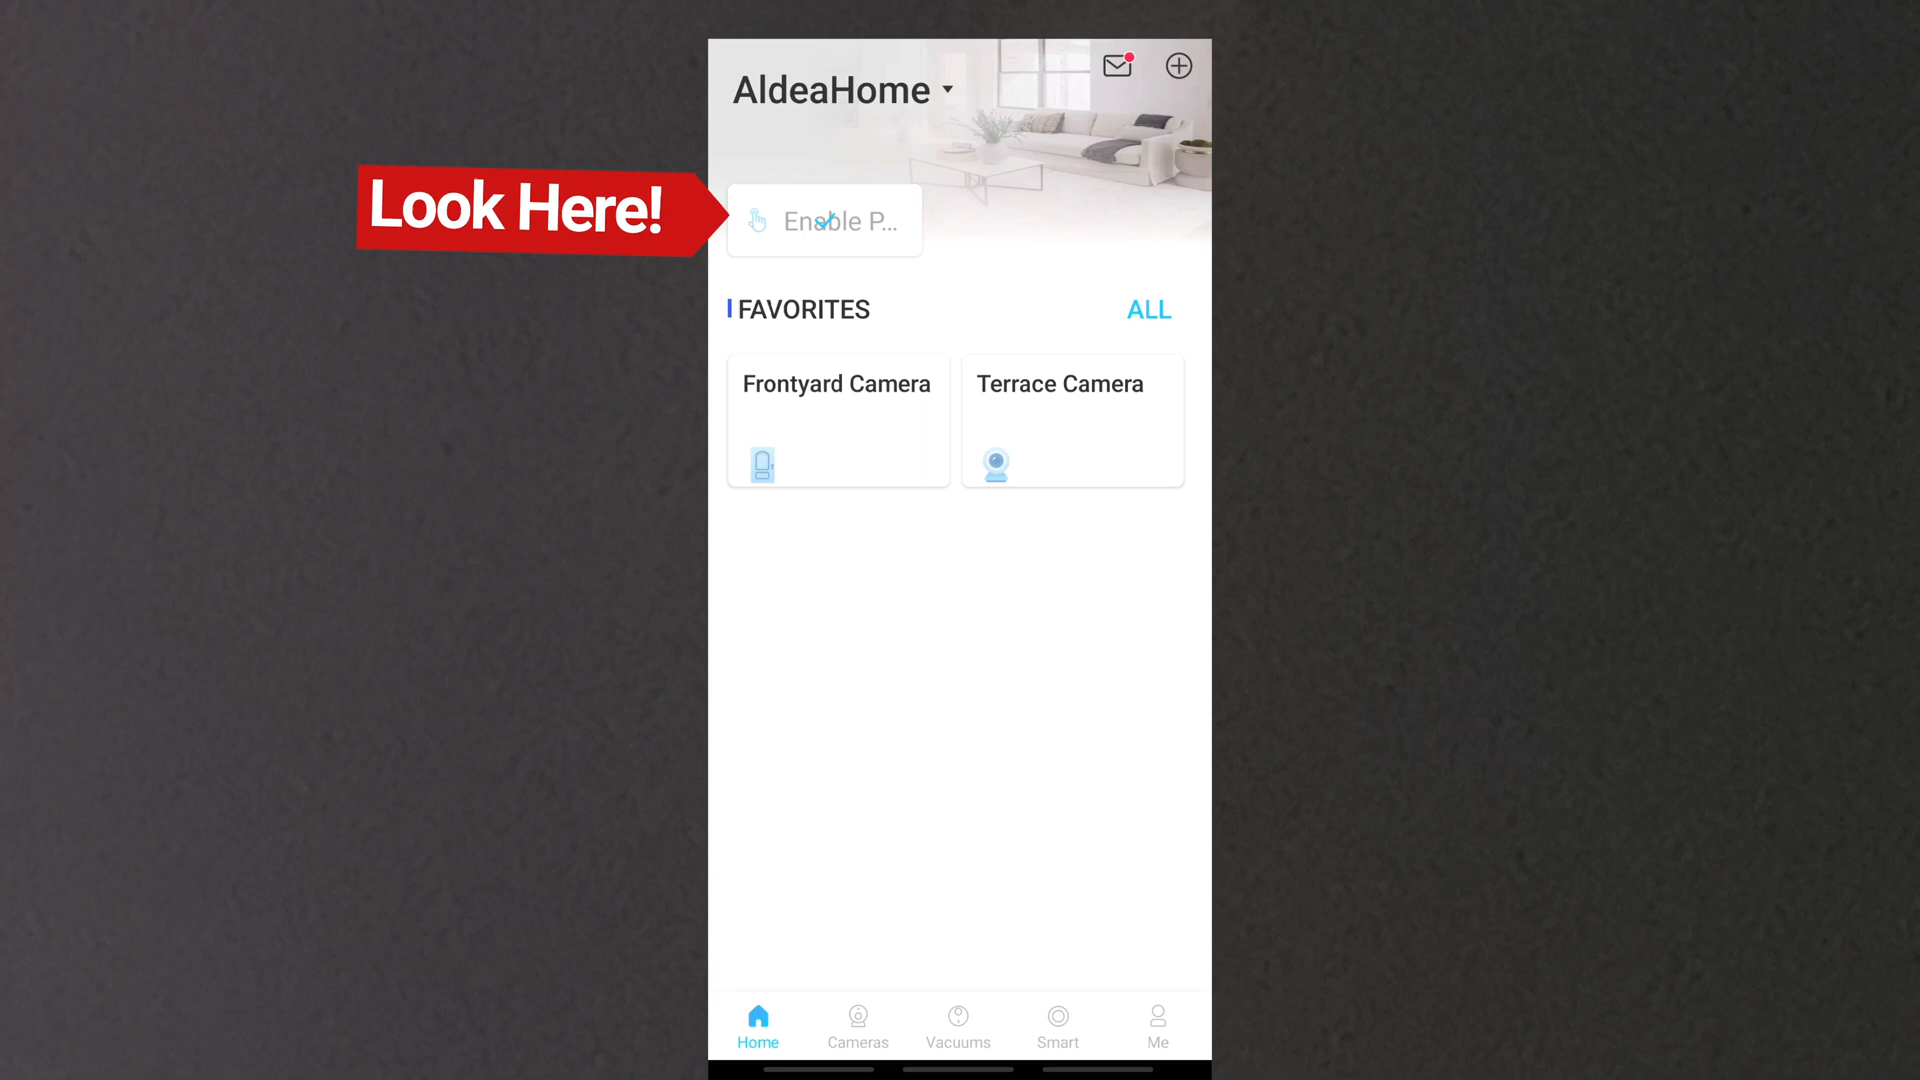 AldeaHome
Look Here!
Enable P...
FAVORITES
ALL
Frontyard Camera
Terrace Camera
Home
Cameras
Vacuums
Smart
Me